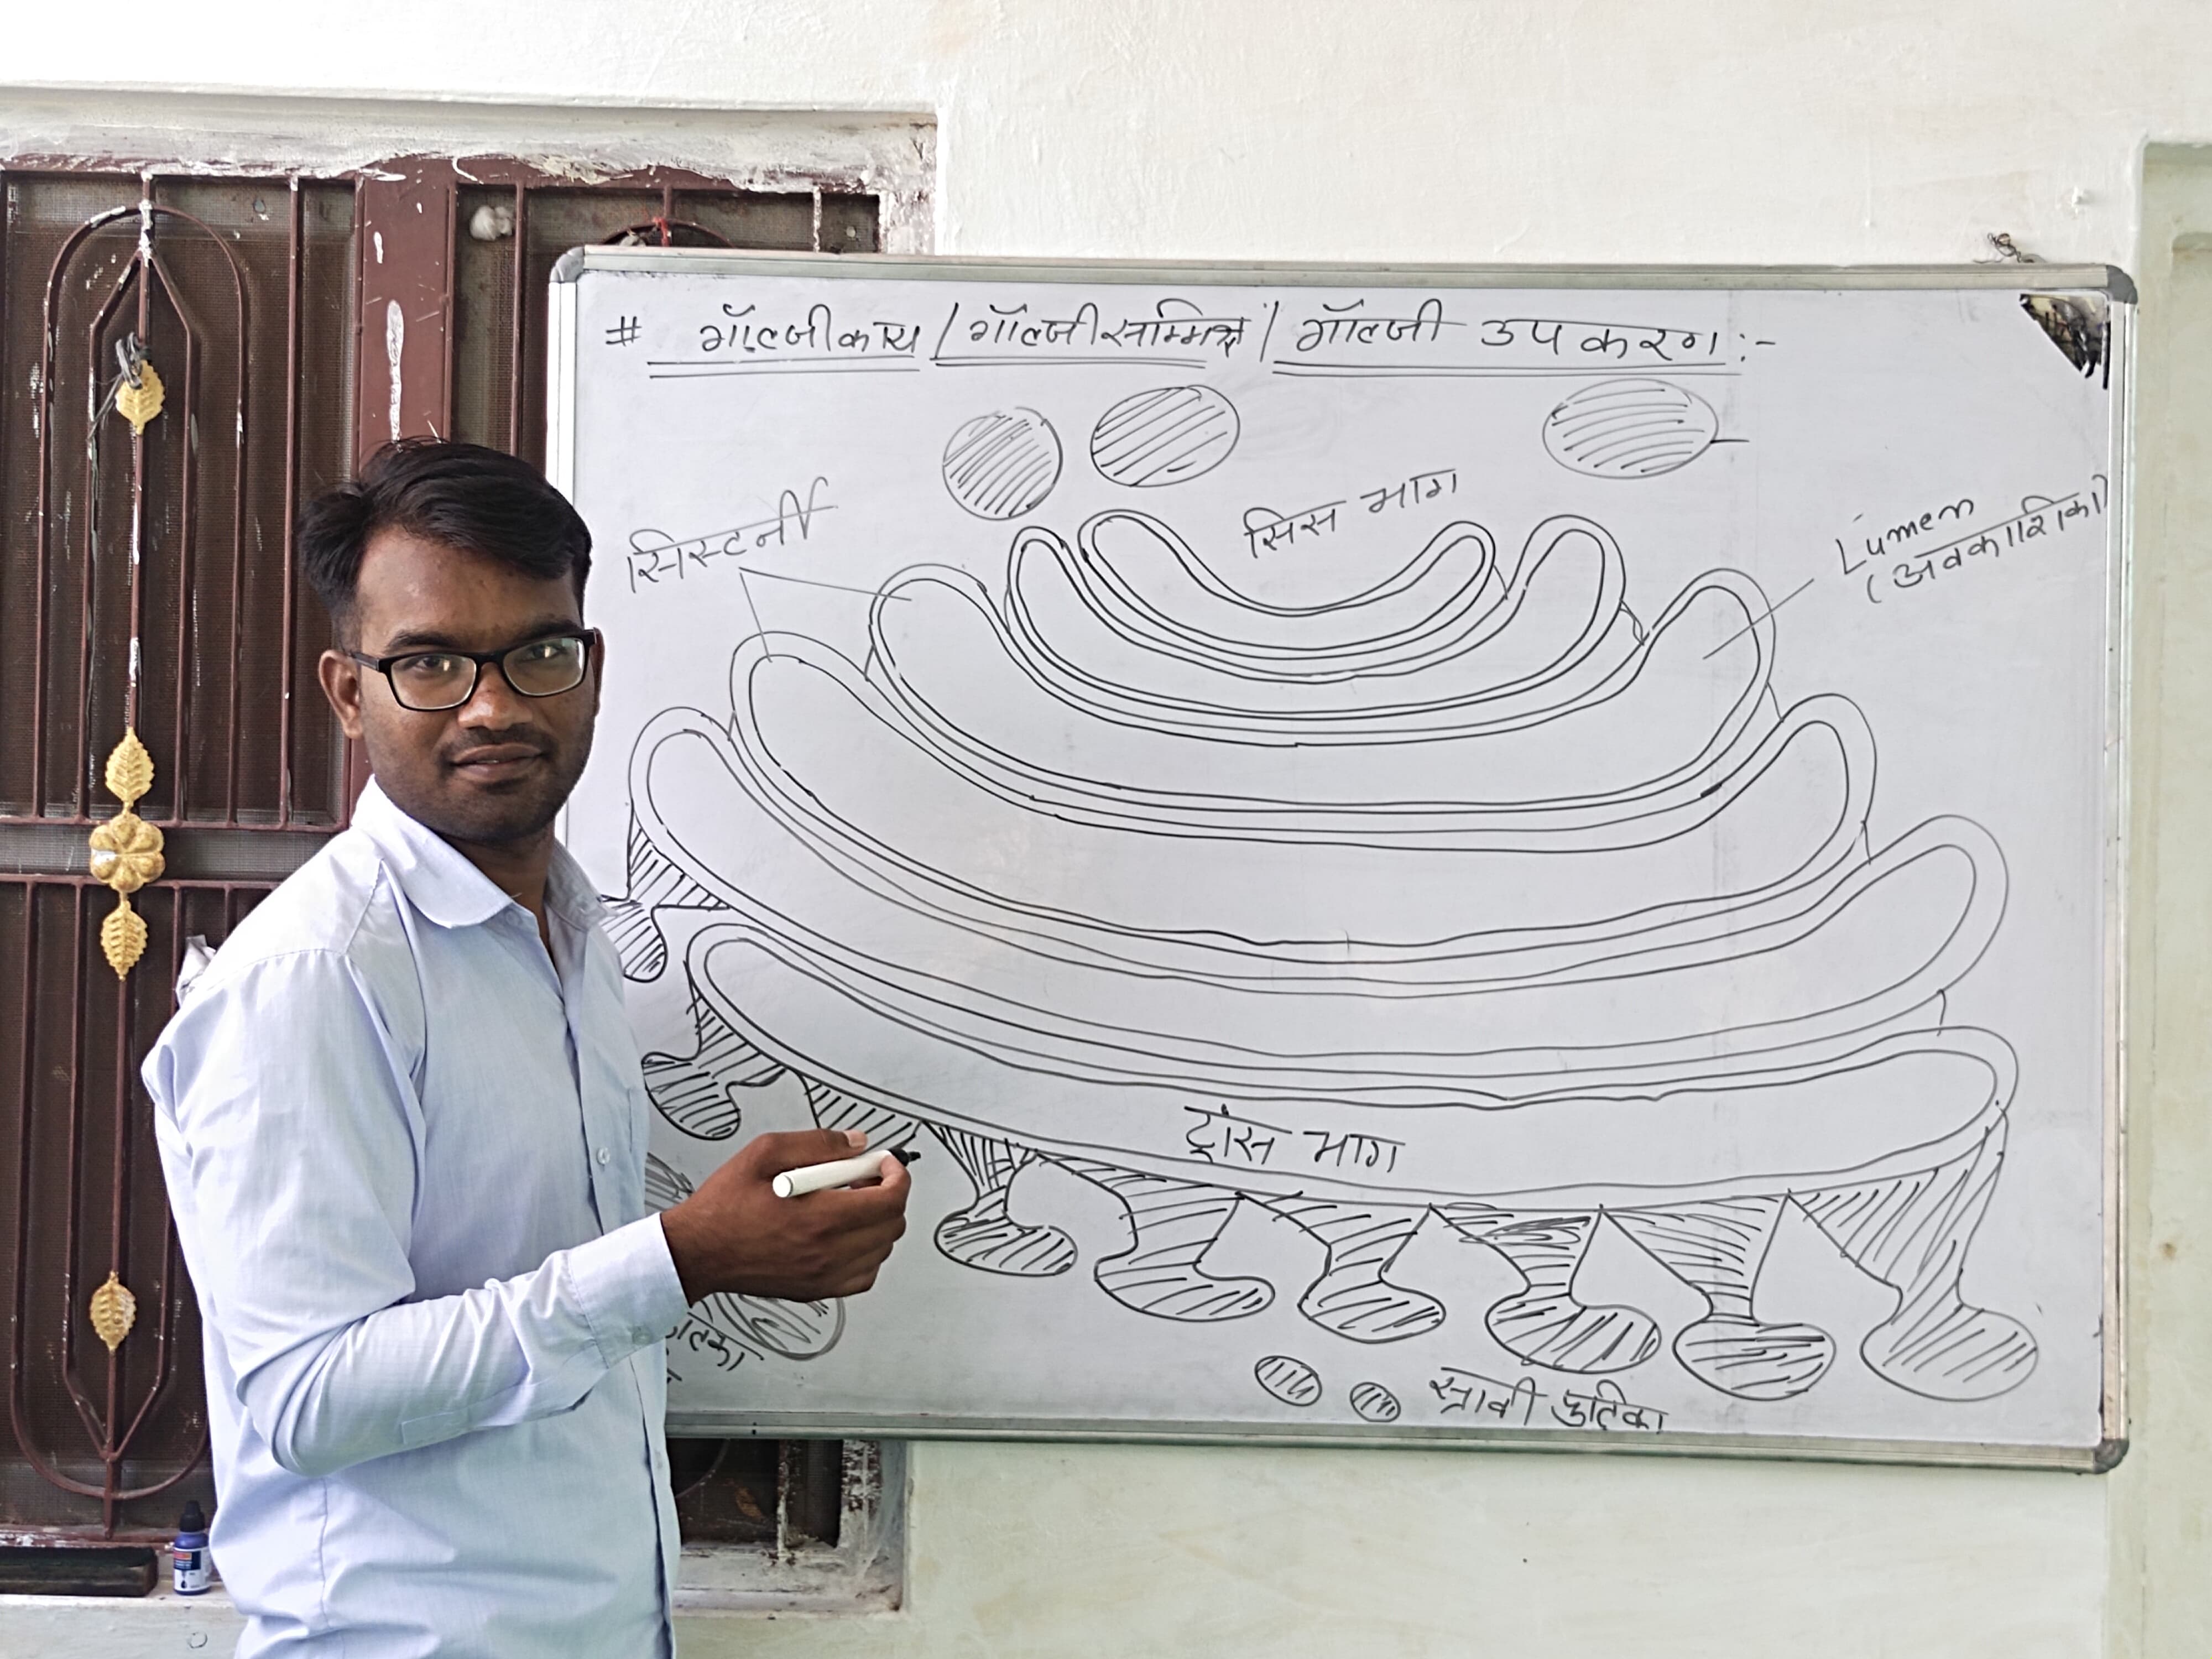 # गॉल्जीकाय / गॉल्जी सम्मिश्र / गॉल्जी उपकरण :-
सिस्टर्नी
सिस भाग
Lumen
(अवकाशिका)
ट्रांस भाग
स्रावी पुटिका